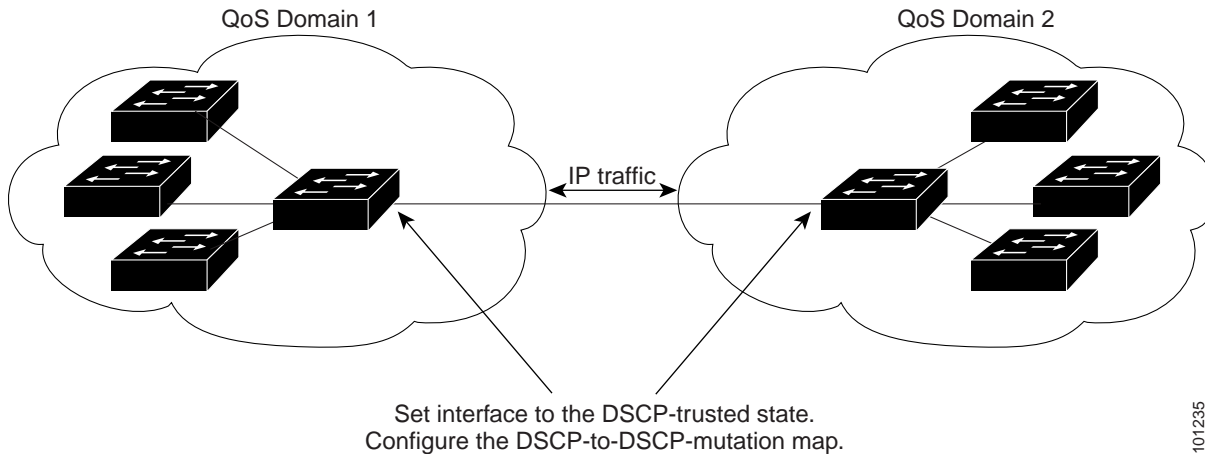 QoS Domain 1
QoS Domain 2
IP traffic
Set interface to the DSCP-trusted state.
Configure the DSCP-to-DSCP-mutation map.
101235